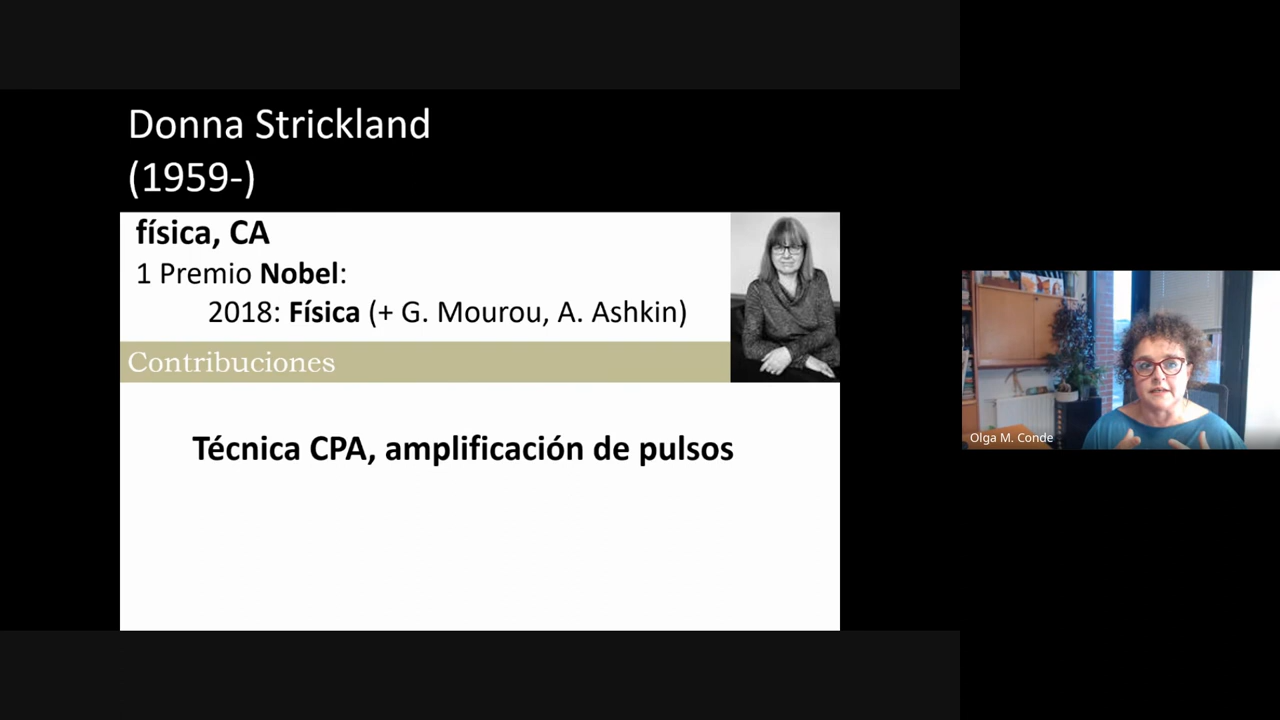 Donna Strickland
(1959-)
física, CA
1 Premio Nobel:
2018: Física (+ G. Mourou, A. Ashkin)
Contribuciones
Técnica CPA, amplificación de pulsos
Olga M. Conde